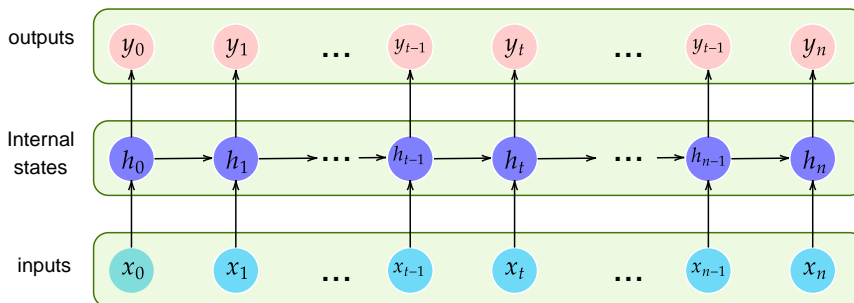 outputs y₀ y₁ ... yₜ₋₁ yₜ ... yₜ₋₁ yₙ
Internal
states
h₀ h₁ ... hₜ₋₁ hₜ ... hₙ₋₁ hₙ
inputs x₀ x₁ ... xₜ₋₁ xₜ ... xₙ₋₁ xₙ